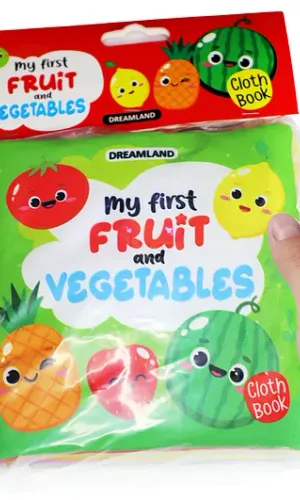 my first
FRUIT
and
VEGETABLES
DREAMLAND
Cloth
BOOK
DREAMLAND
my first
FRUIT
and
VEGETABLES
Cloth
BOOK